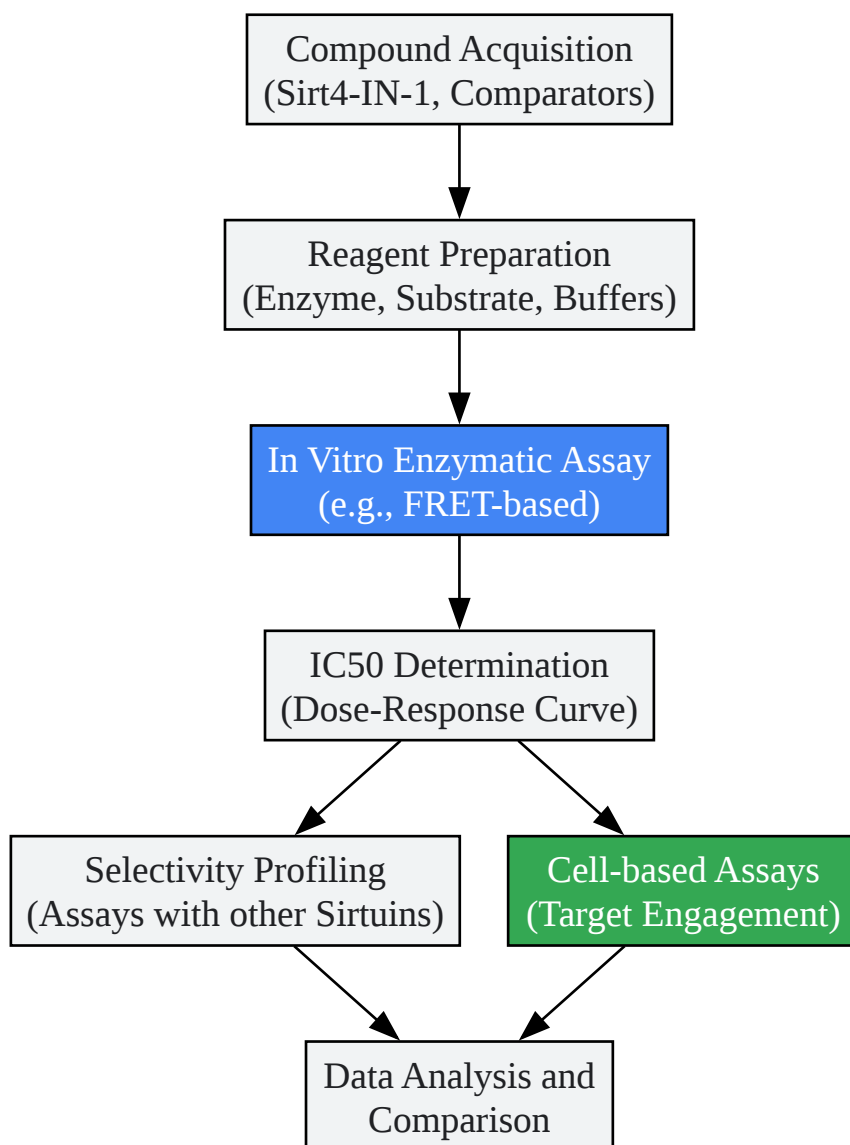 Compound Acquisition
(Sirt4-IN-1, Comparators)
Reagent Preparation
(Enzyme, Substrate, Buffers)
In Vitro Enzymatic Assay
(e.g., FRET-based)
IC50 Determination
(Dose-Response Curve)
Selectivity Profiling
(Assays with other Sirtuins)
Cell-based Assays
(Target Engagement)
Data Analysis and
Comparison